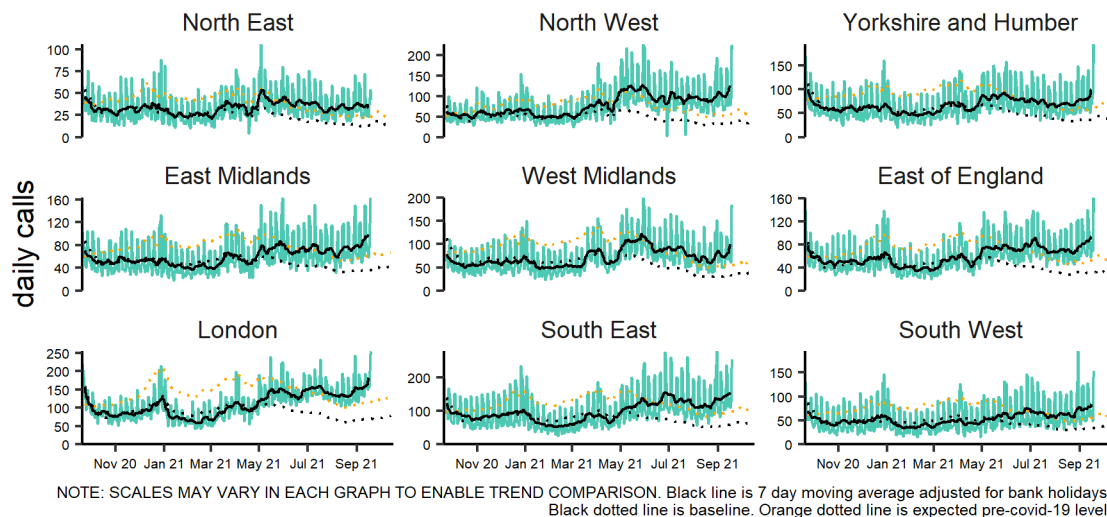 North East North West Yorkshire and Humber
100 75 50 25 0
200 150 100 50 0
150 100 50 0
East Midlands West Midlands East of England
daily calls
160 120 80 40 0
200 150 100 50 0
160 120 80 40 0
London South East South West
250 200 150 100 50 0
200 100 0
150 100 50 0
Nov 20 Jan 21 Mar 21 May 21 Jul 21 Sep 21
Nov 20 Jan 21 Mar 21 May 21 Jul 21 Sep 21
Nov 20 Jan 21 Mar 21 May 21 Jul 21 Sep 21
NOTE: SCALES MAY VARY IN EACH GRAPH TO ENABLE TREND COMPARISON. Black line is 7 day moving average adjusted for bank holidays
Black dotted line is baseline. Orange dotted line is expected pre-covid-19 level